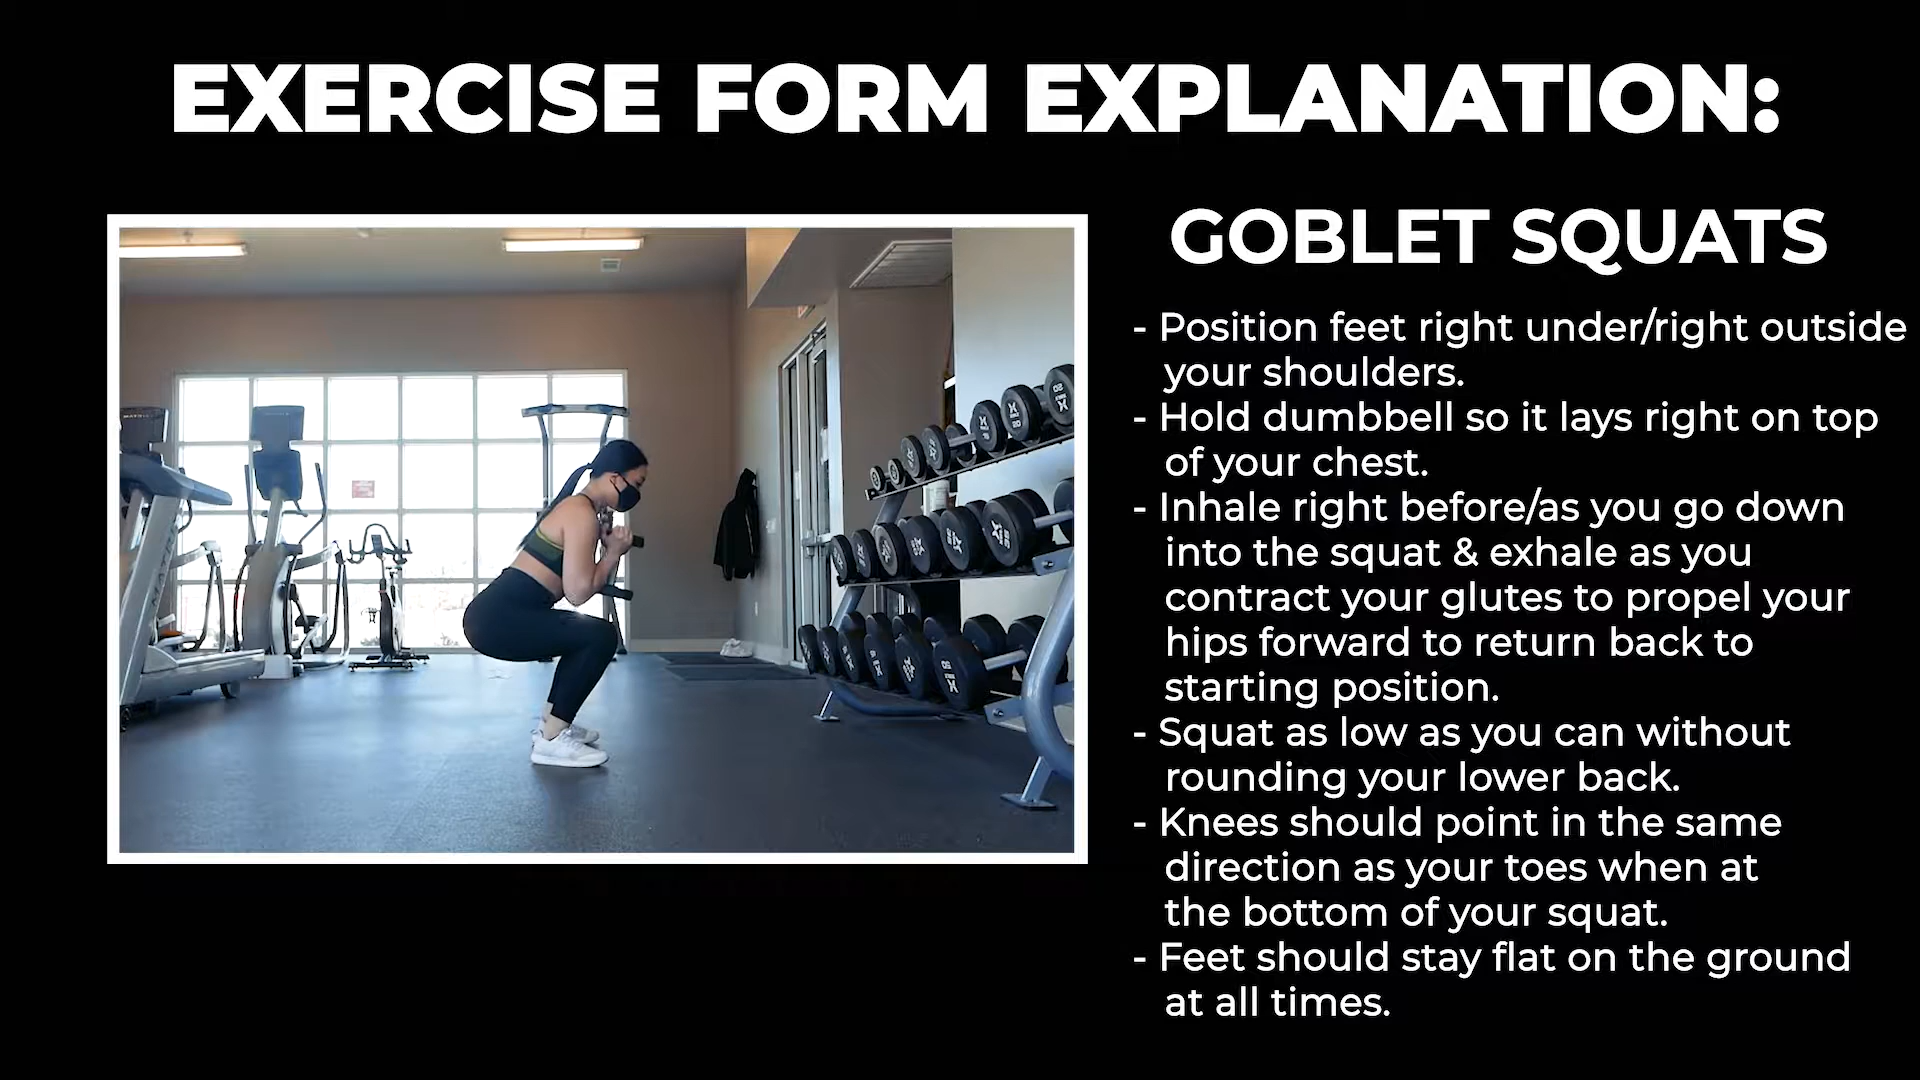 EXERCISE FORM EXPLANATION:
GOBLET SQUATS
- Position feet right under/right outside
your shoulders.
- Hold dumbbell so it lays right on top
of your chest.
- Inhale right before/as you go down
into the squat & exhale as you
contract your glutes to propel your
hips forward to return back to
starting position.
- Squat as low as you can without
rounding your lower back.
- Knees should point in the same
direction as your toes when at
the bottom of your squat.
- Feet should stay flat on the ground
at all times.